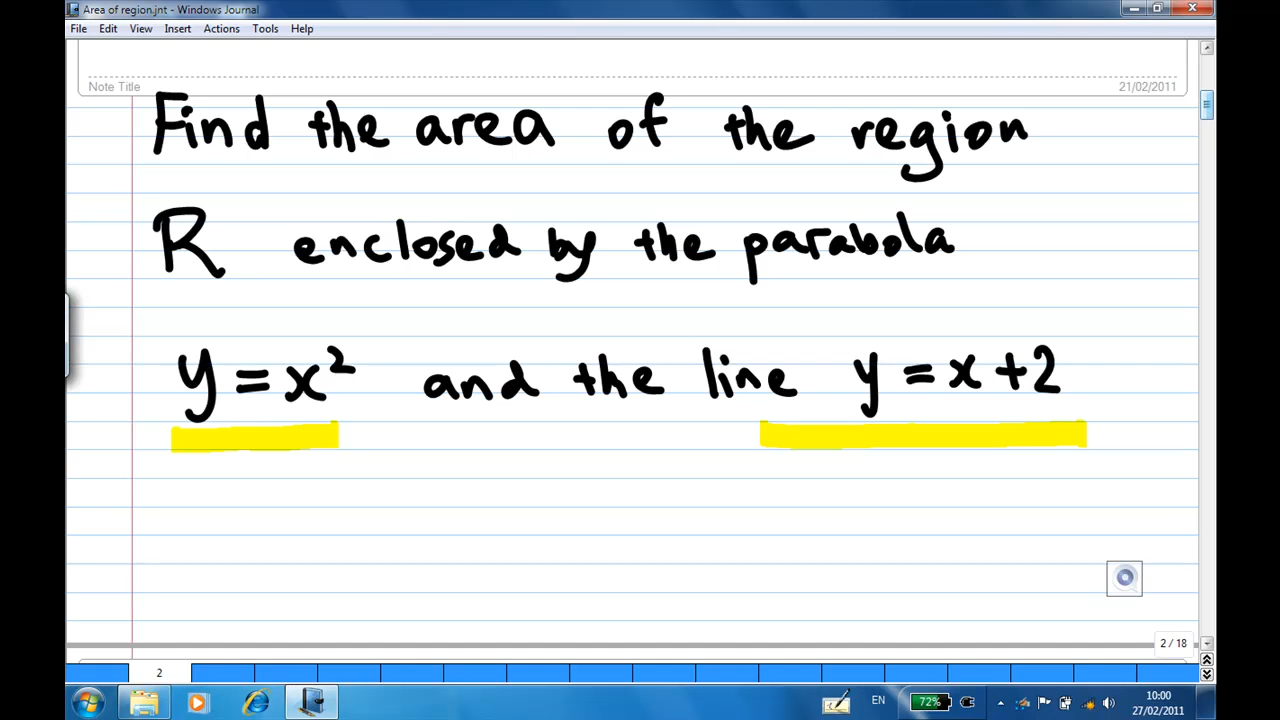 Area of region.jnt - Windows Journal
File Edit View Insert Actions Tools Help
Note Title 21/02/2011
Find the area of the region
R enclosed by the parabola
y = x² and the line y = x + 2
2 / 18
2
EN 72% 10:00
27/02/2011